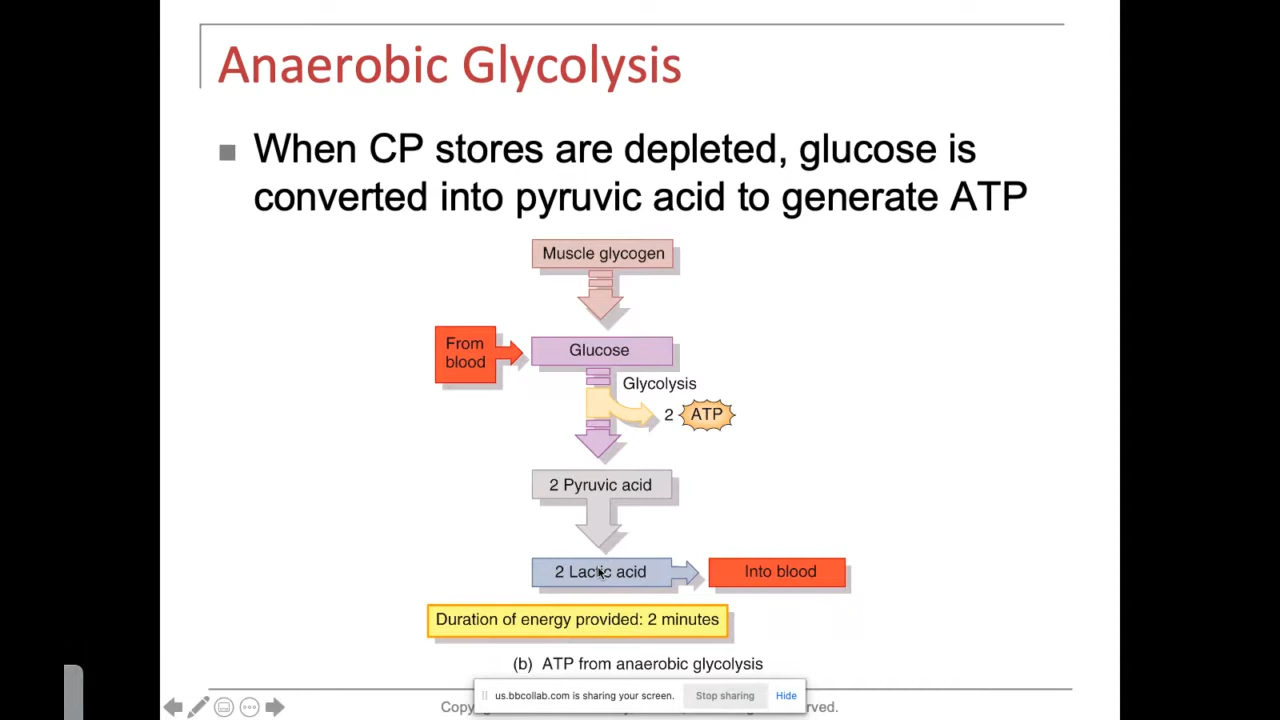 Anaerobic Glycolysis
When CP stores are depleted, glucose is
converted into pyruvic acid to generate ATP
Muscle glycogen
From
blood
Glucose
Glycolysis
2 ATP
2 Pyruvic acid
2 Lactic acid
Into blood
Duration of energy provided: 2 minutes
(b) ATP from anaerobic glycolysis
us.bbcollab.com is sharing your screen.
Stop sharing
Hide